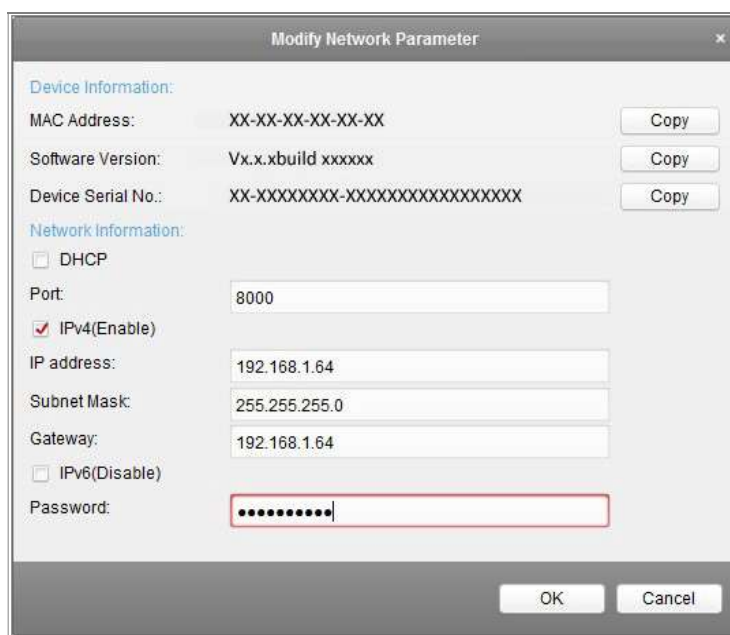 Modify Network Parameter ×
Device Information:
MAC Address: XX-XX-XX-XX-XX-XX Copy
Software Version: Vx.x.xbuild xxxxxx Copy
Device Serial No.: XX-XXXXXXXX-XXXXXXXXXXXXXXXXX Copy
Network Information:
DHCP
Port: 8000
IPv4(Enable)
IP address: 192.168.1.64
Subnet Mask: 255.255.255.0
Gateway: 192.168.1.64
IPv6(Disable)
Password: ●●●●●●●●●●
OK Cancel